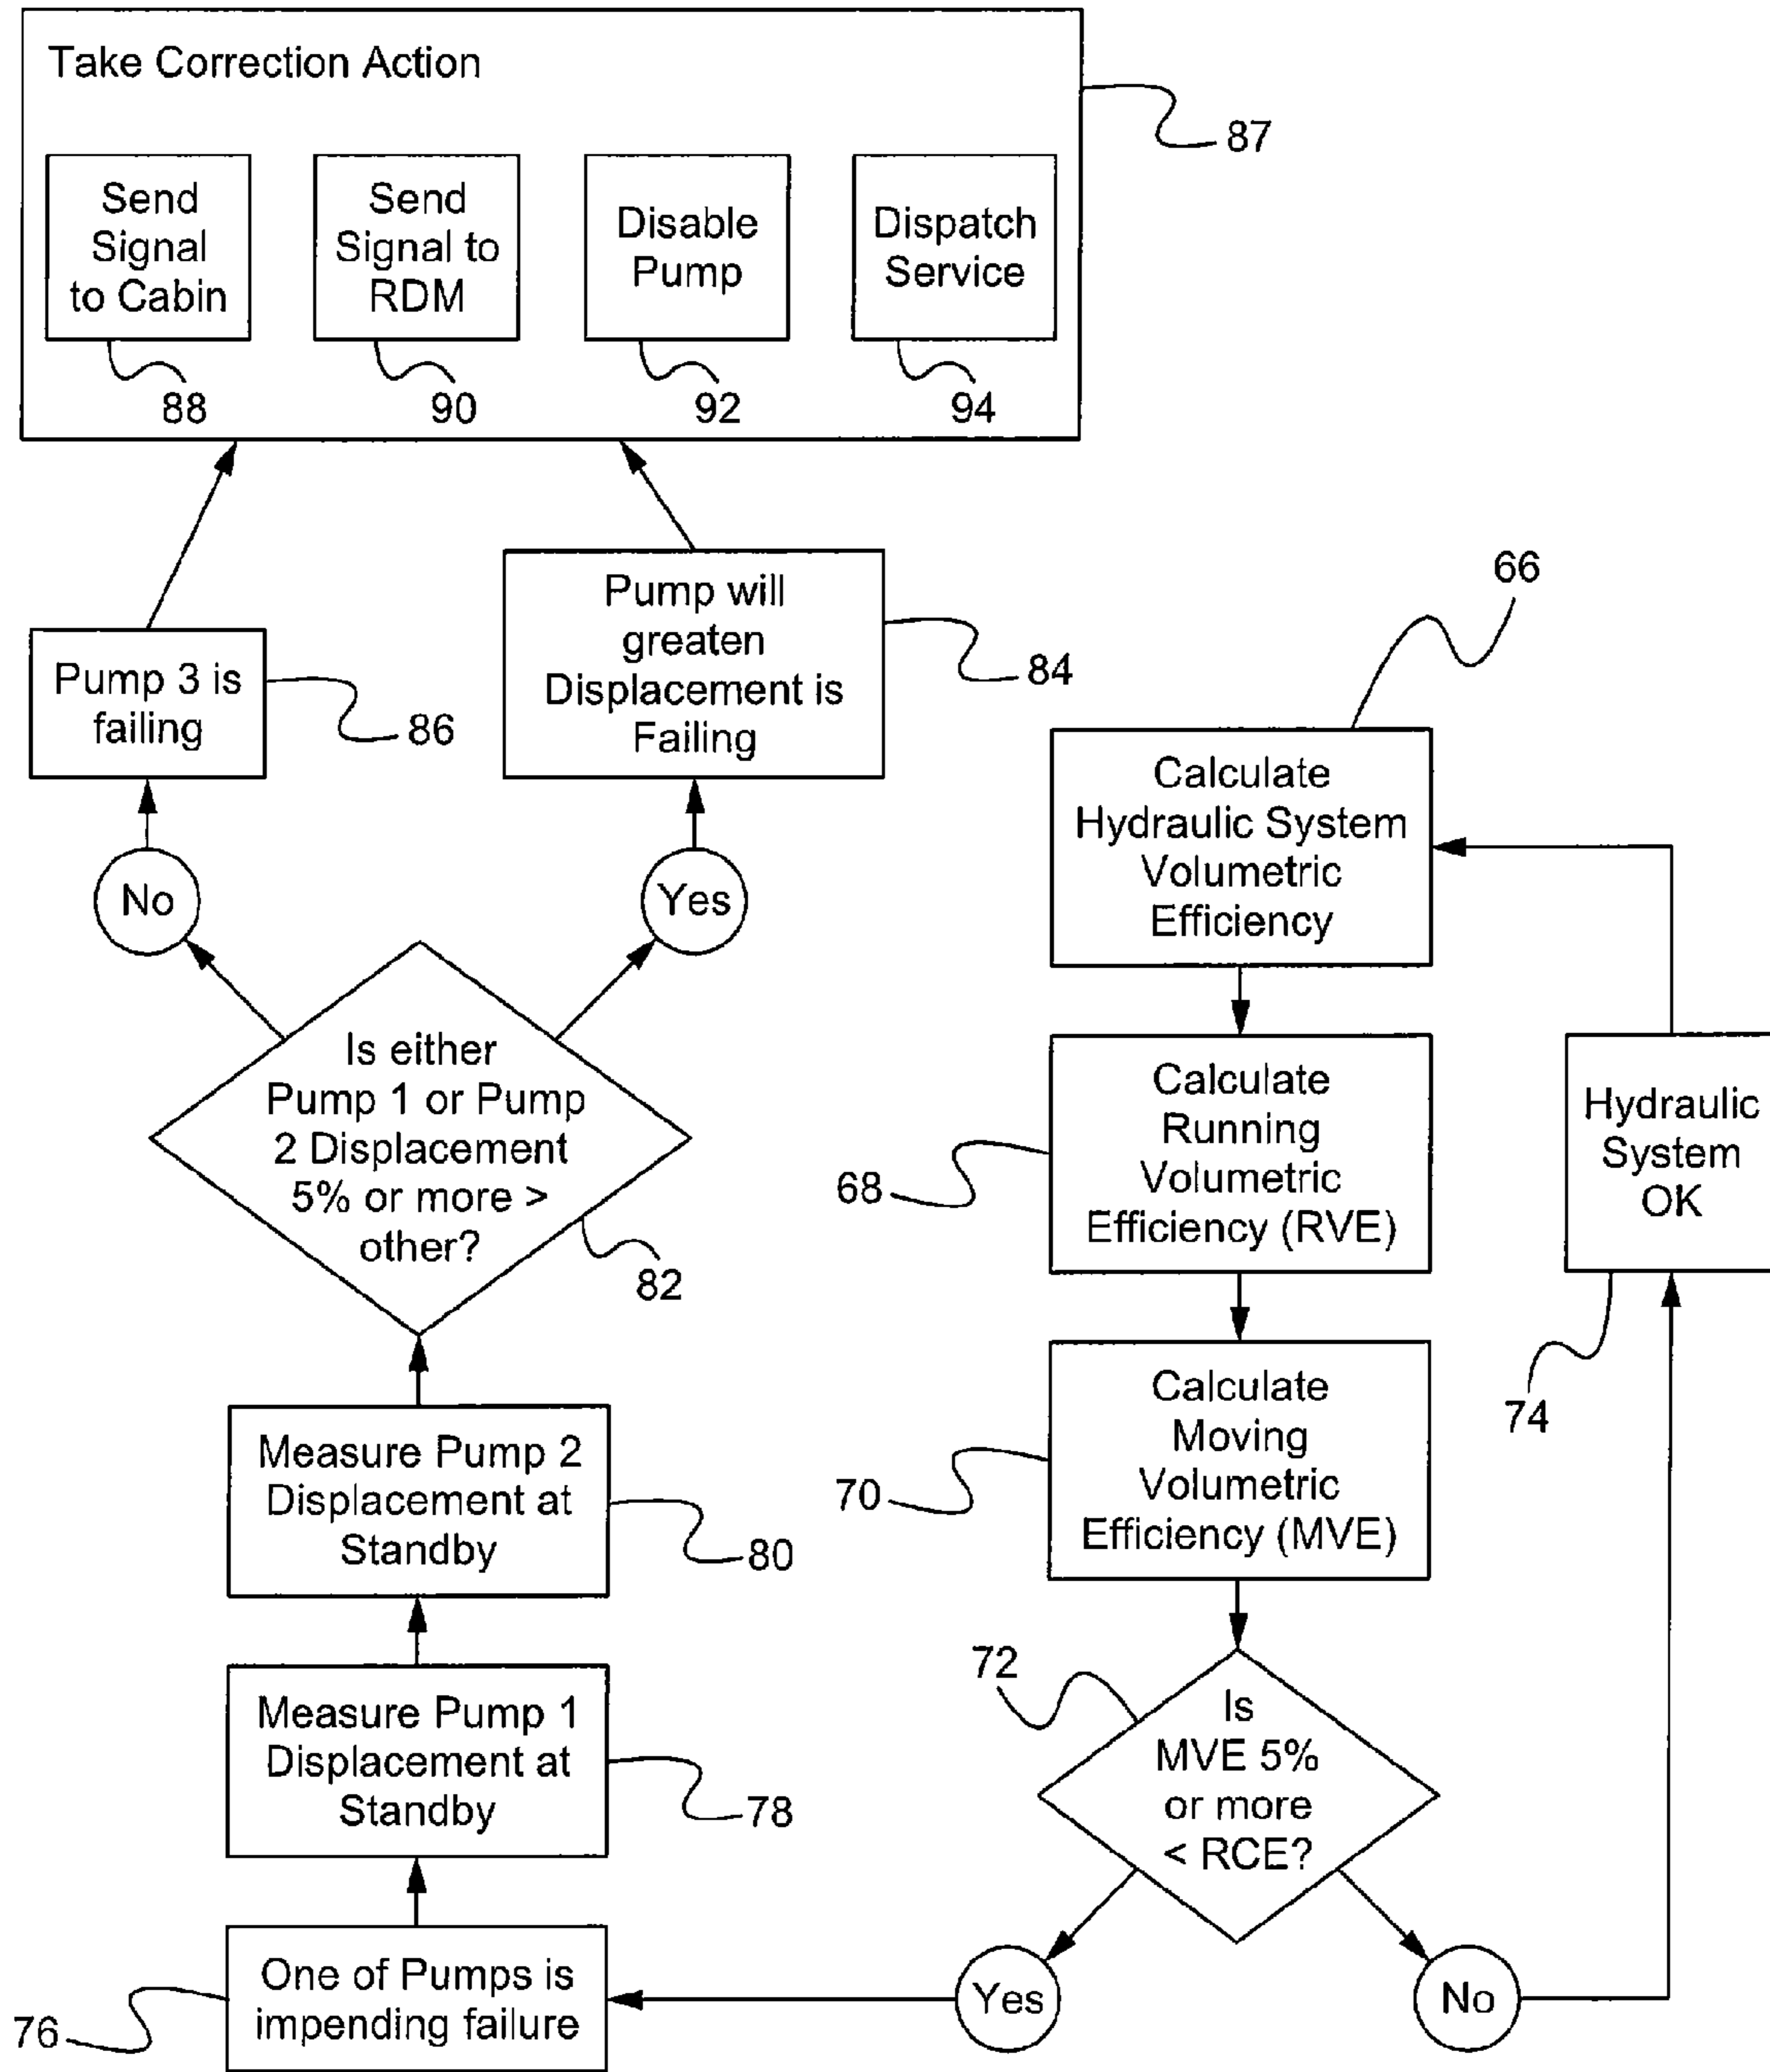 Take Correction Action
87
Send
Signal
to Cabin
88
Send
Signal to
RDM
90
Disable
Pump
92
Dispatch
Service
94
Pump 3 is
failing
86
Pump will
greaten
Displacement is
Failing
84
No
Yes
Is either
Pump 1 or Pump
2 Displacement
5% or more >
other?
82
Measure Pump 2
Displacement at
Standby
80
Measure Pump 1
Displacement at
Standby
78
One of Pumps is
impending failure
76
66
Calculate
Hydraulic System
Volumetric
Efficiency
Calculate
Running
Volumetric
Efficiency (RVE)
68
Calculate
Moving
Volumetric
Efficiency (MVE)
70
72
Is
MVE 5%
or more
< RCE?
Yes
No
Hydraulic
System
OK
74